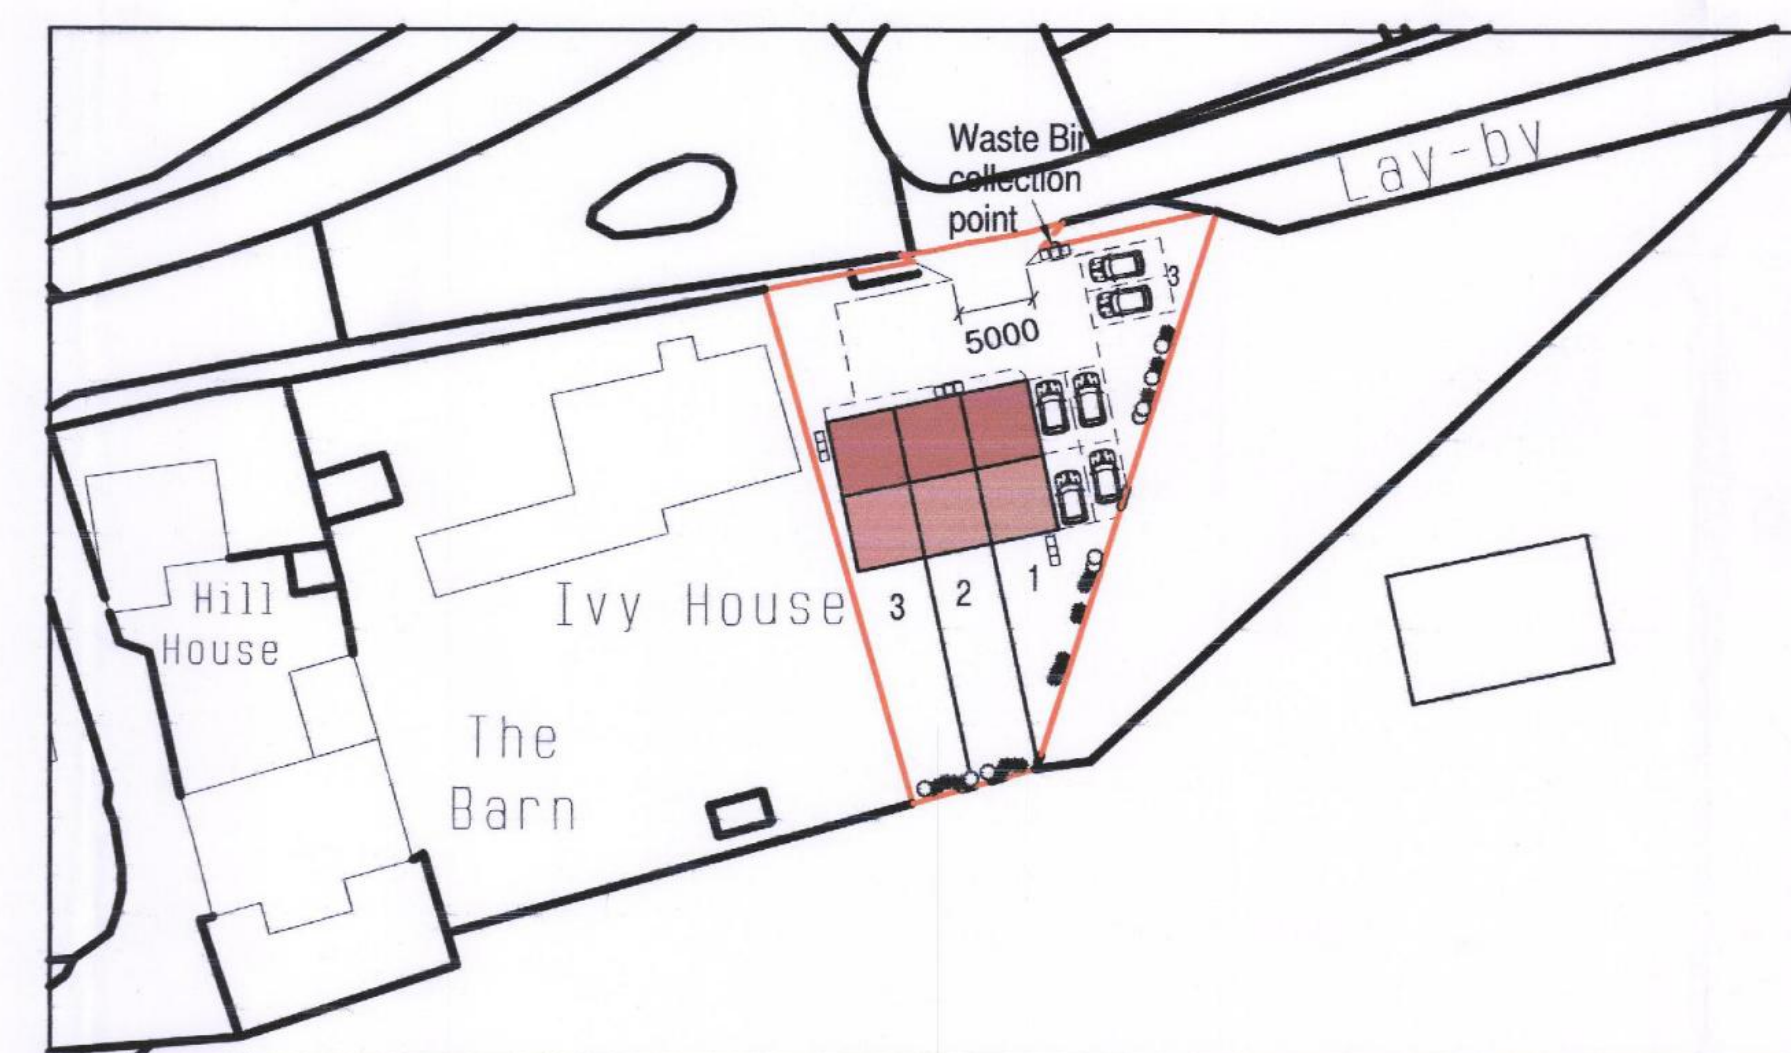 Waste Bin
collection
point
Lay-by
3
5000
Hill
House
Ivy House
3
2
1
The
Barn